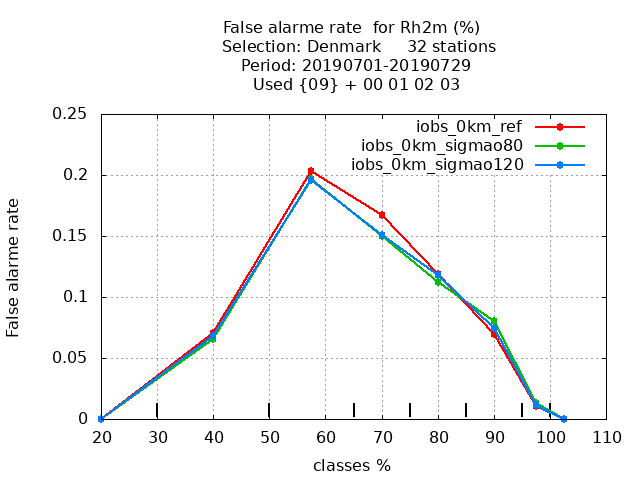 False alarme rate  for Rh2m (%)
Selection: Denmark     32 stations
Period: 20190701-20190729
Used {09} + 00 01 02 03
iobs_0km_ref
iobs_0km_sigmao80
iobs_0km_sigmao120
False alarme rate
0.25
0.2
0.15
0.1
0.05
0
20 30 40 50 60 70 80 90 100 110
classes %